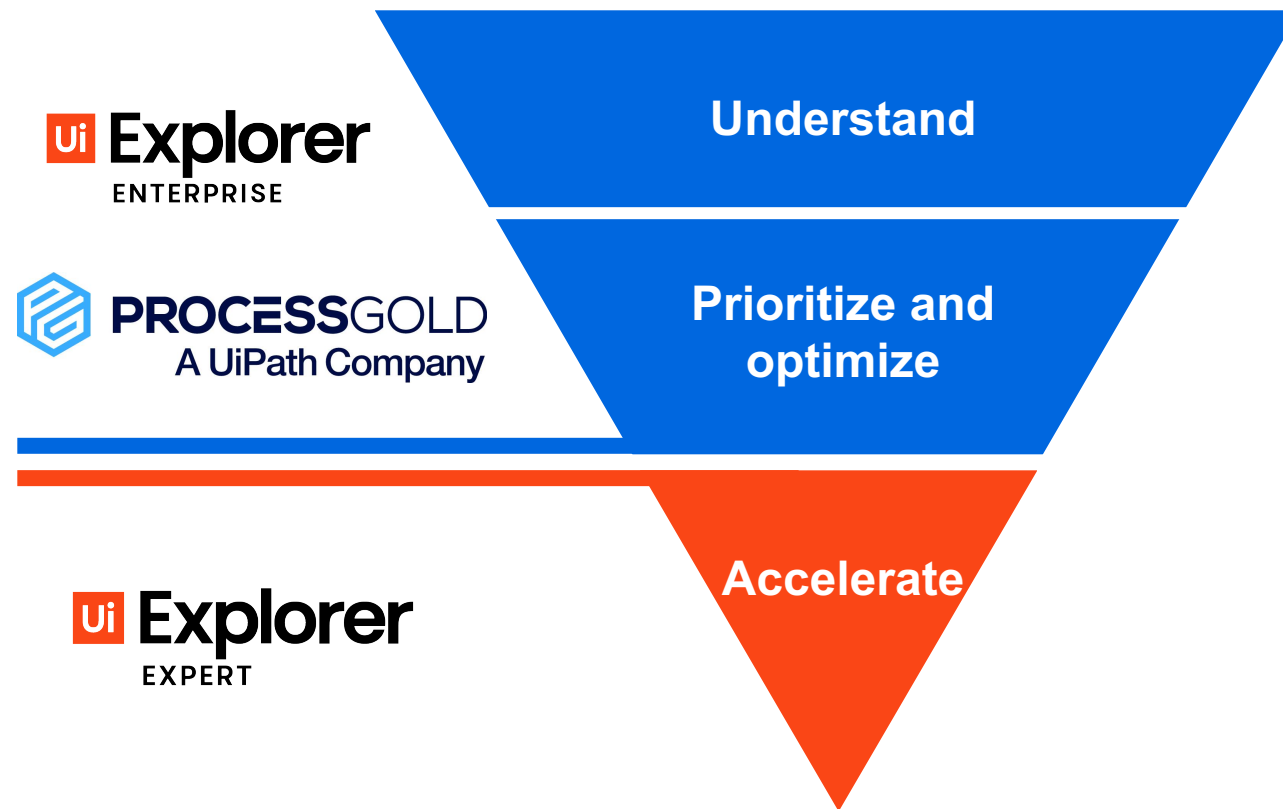 Understand
Ui Explorer
ENTERPRISE
PROCESSGOLD
A UiPath Company
Prioritize and
optimize
Accelerate
Ui Explorer
EXPERT